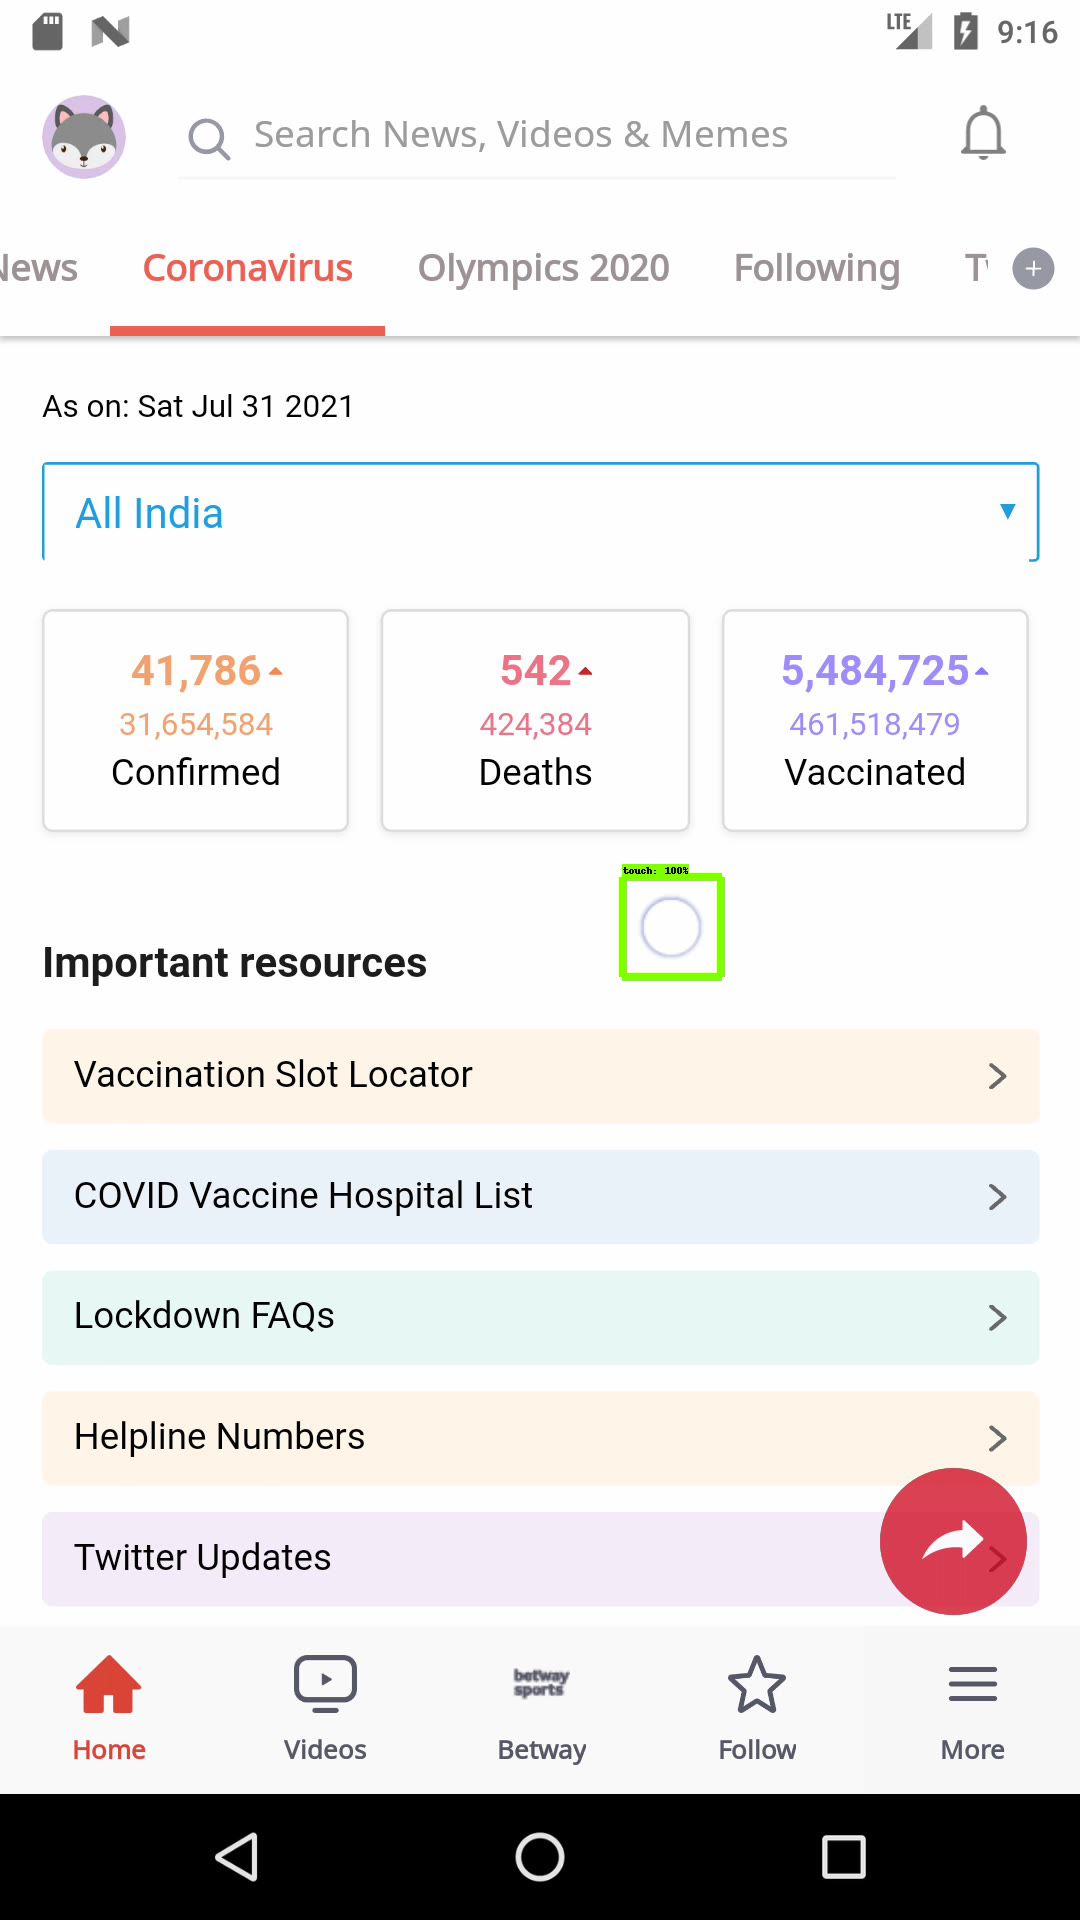 LTE 9:16
Search News, Videos & Memes
News Coronavirus Olympics 2020 Following Tw
As on: Sat Jul 31 2021
All India
41,786 542 5,484,725
31,654,584 424,384 461,518,479
Confirmed Deaths Vaccinated
touch: 100%
Important resources
Vaccination Slot Locator
COVID Vaccine Hospital List
Lockdown FAQs
Helpline Numbers
Twitter Updates
betway
sports
Home Videos Betway Follow More